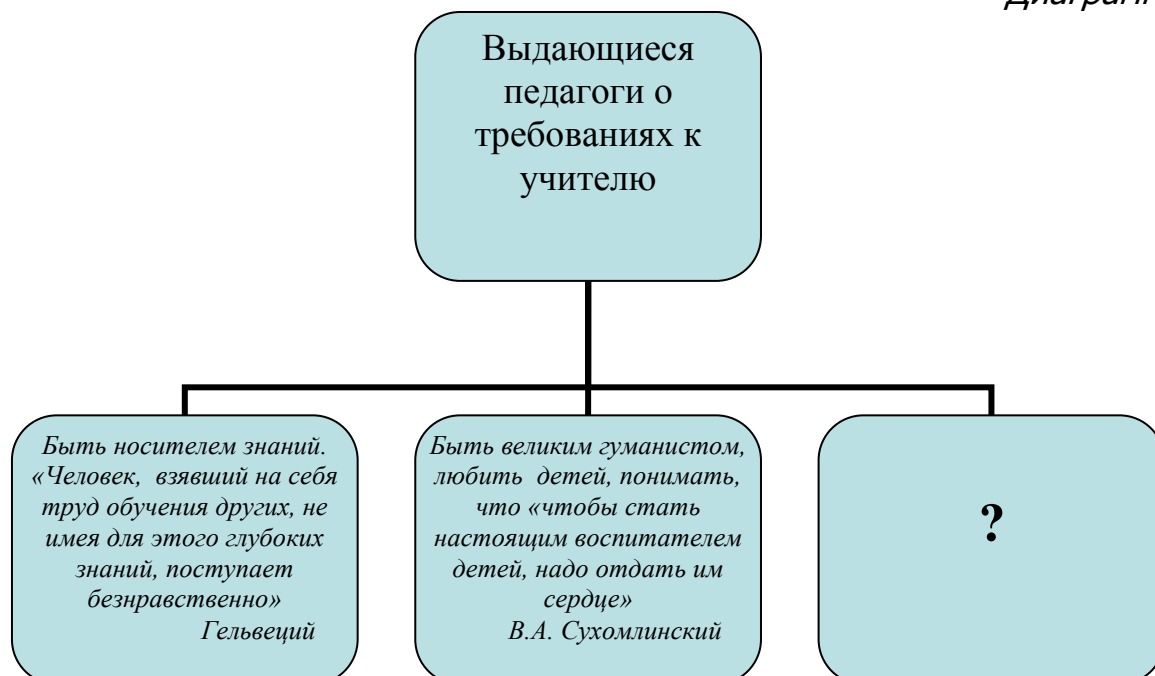 Выдающиеся
педагоги о
требованиях к
учителю
Быть носителем знаний.
«Человек, взявший на себя
труд обучения других, не
имея для этого глубоких
знаний, поступает
безнравственно»
Гельвеций
Быть великим гуманистом,
любить детей, понимать,
что «чтобы стать
настоящим воспитателем
детей, надо отдать им
сердце»
В.А. Сухомлинский
?